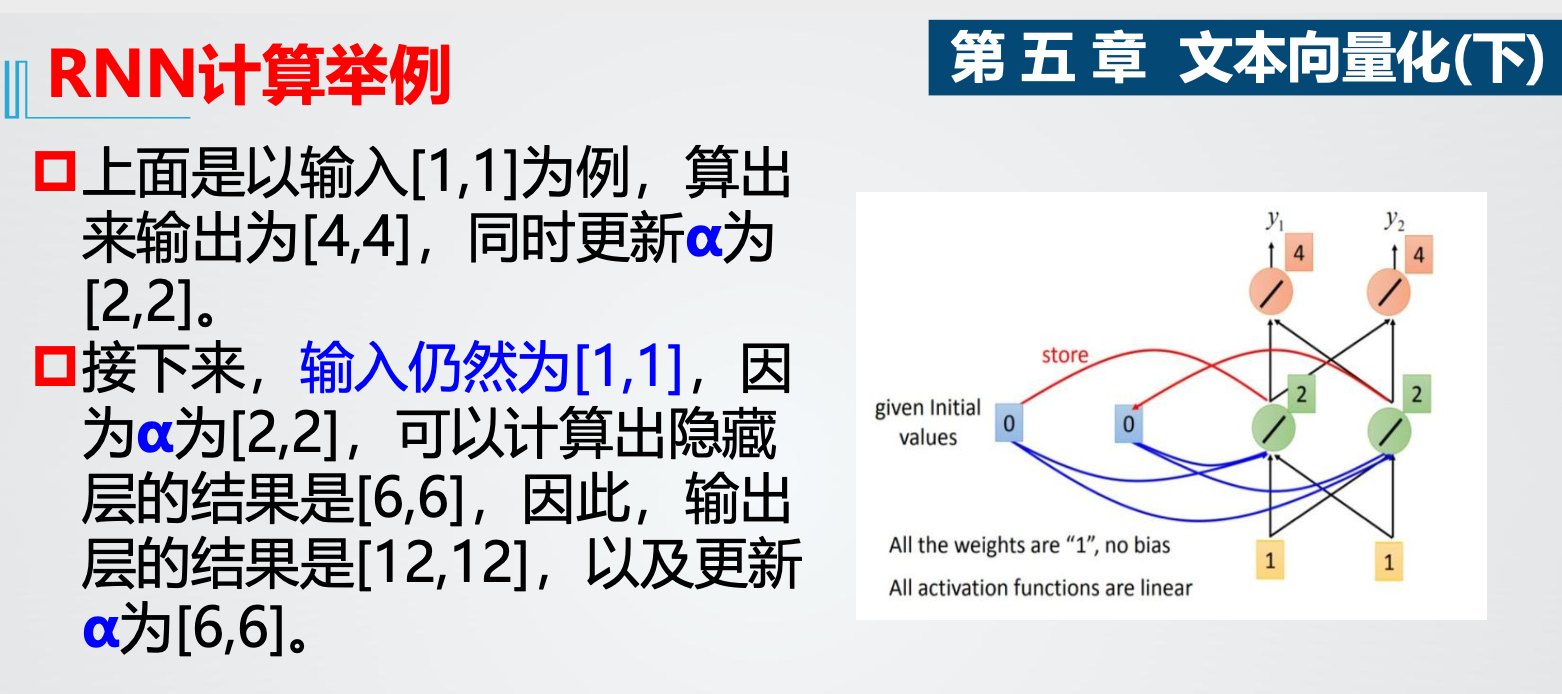 RNN计算举例
第 五 章 文本向量化(下)
上面是以输入[1,1]为例，算出
来输出为[4,4]，同时更新α为
[2,2]。
接下来，输入仍然为[1,1]，因
为α为[2,2]，可以计算出隐藏
层的结果是[6,6]，因此，输出
层的结果是[12,12]，以及更新
α为[6,6]。
y₁ y₂
4 4
store
2 2
given Initial
values
0 0
All the weights are “1”, no bias
1 1
All activation functions are linear